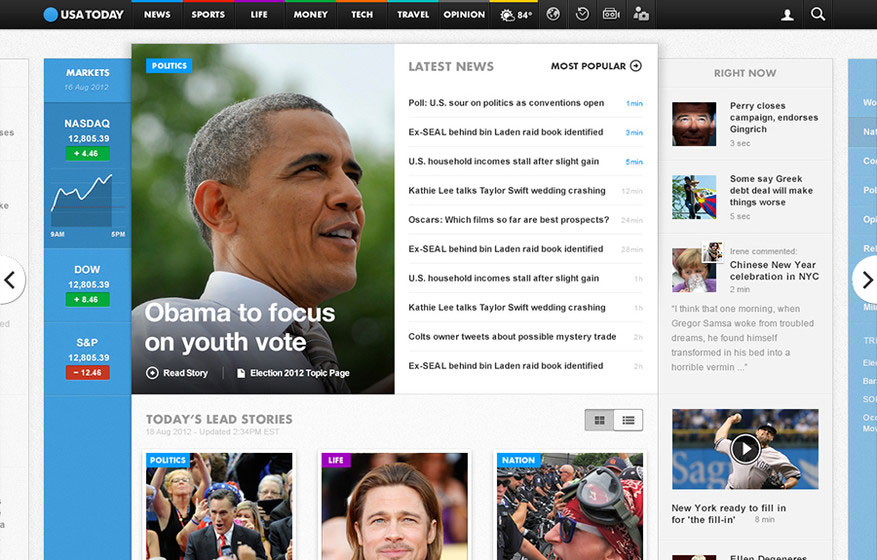 USA TODAY
NEWS
SPORTS
LIFE
MONEY
TECH
TRAVEL
OPINION
84°
MARKETS
16 Aug 2012
NASDAQ
12,805.39
+ 4.46
9AM
5PM
DOW
12,805.39
+ 8.46
S&P
12,805.39
− 12.46
POLITICS
Obama to focus
on youth vote
Read Story
Election 2012 Topic Page
LATEST NEWS
MOST POPULAR
Poll: U.S. sour on politics as conventions open
1min
Ex-SEAL behind bin Laden raid book identified
3min
U.S. household incomes stall after slight gain
5min
Kathie Lee talks Taylor Swift wedding crashing
12min
Oscars: Which films so far are best prospects?
24min
Ex-SEAL behind bin Laden raid book identified
28min
U.S. household incomes stall after slight gain
1h
Kathie Lee talks Taylor Swift wedding crashing
1h
Colts owner tweets about possible mystery trade
2h
Ex-SEAL behind bin Laden raid book identified
2h
TODAY'S LEAD STORIES
18 Aug 2012 - Updated 2:34PM EST
POLITICS
LIFE
NATION
RIGHT NOW
Perry closes
campaign, endorses
Gingrich
3 sec
Some say Greek
debt deal will make
things worse
5 sec
Irene commented:
Chinese New Year
celebration in NYC
2 min
"I think that one morning, when
Gregor Samsa woke from troubled
dreams, he found himself
transformed in his bed into a
horrible vermin ..."
New York ready to fill in
for 'the fill-in'
8 min
Ellen Degeneres